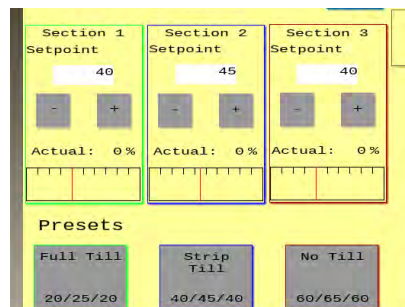 Section 1
Setpoint
40
- +
Actual: 0%
Section 2
Setpoint
45
- +
Actual: 0%
Section 3
Setpoint
40
- +
Actual: 0%
Presets
Full Till
20/25/20
Strip
Till
40/45/40
No Till
60/65/60